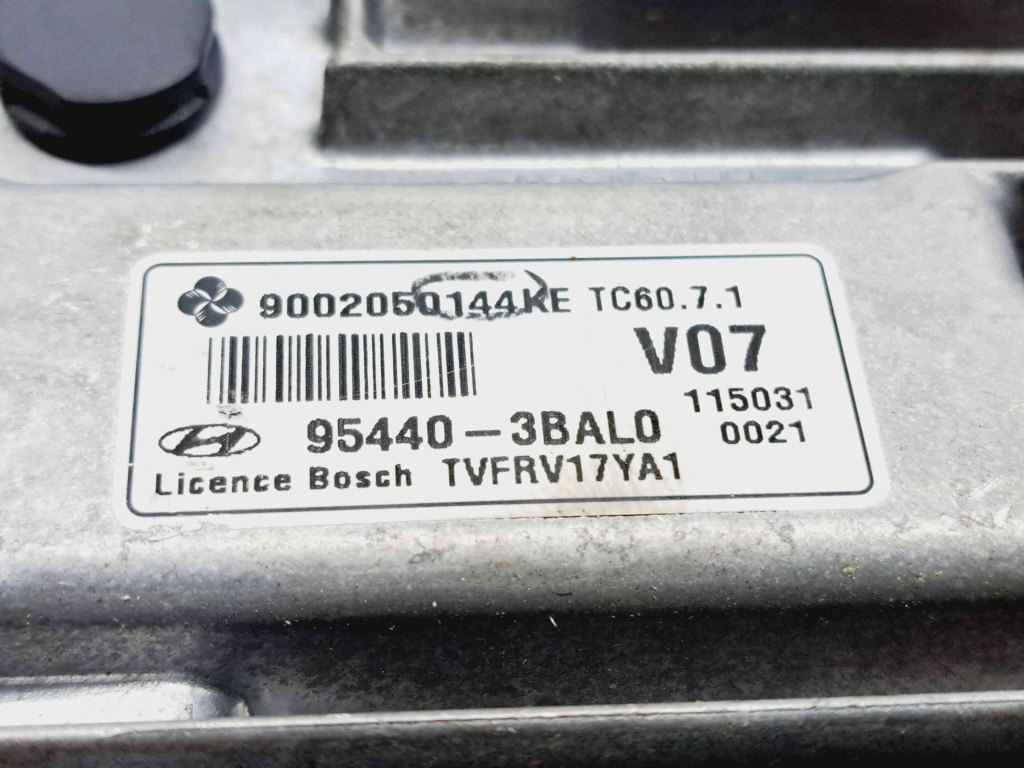 9002050144KE TC60.7.1
V07
95440-3BAL0 115031
0021
Licence Bosch TVFRV17YA1